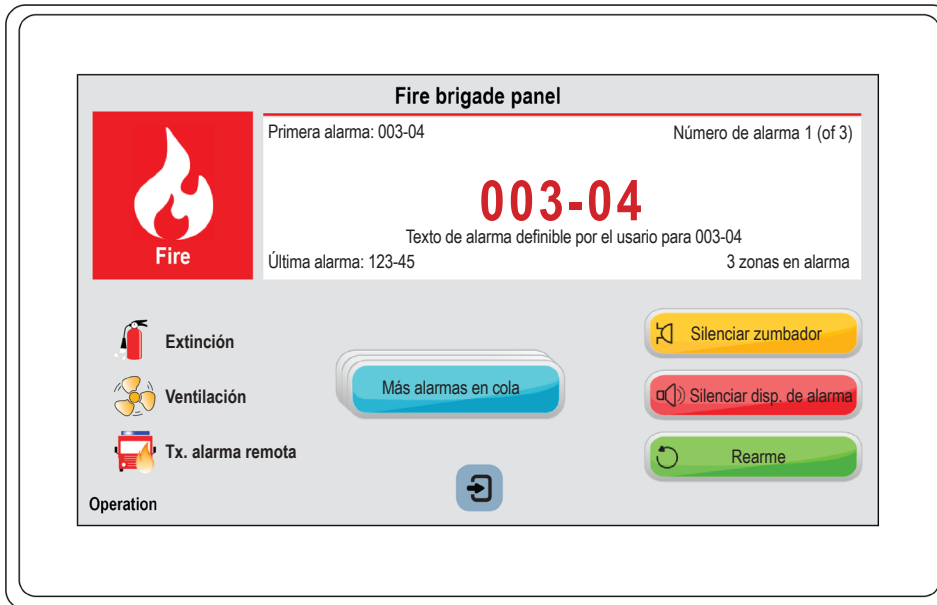 Fire brigade panel
Primera alarma: 003-04
Número de alarma 1 (of 3)
003-04
Texto de alarma definible por el usario para 003-04
Fire
Última alarma: 123-45
3 zonas en alarma
Extinción
Silenciar zumbador
Ventilación
Más alarmas en cola
Silenciar disp. de alarma
Tx. alarma remota
Rearme
Operation